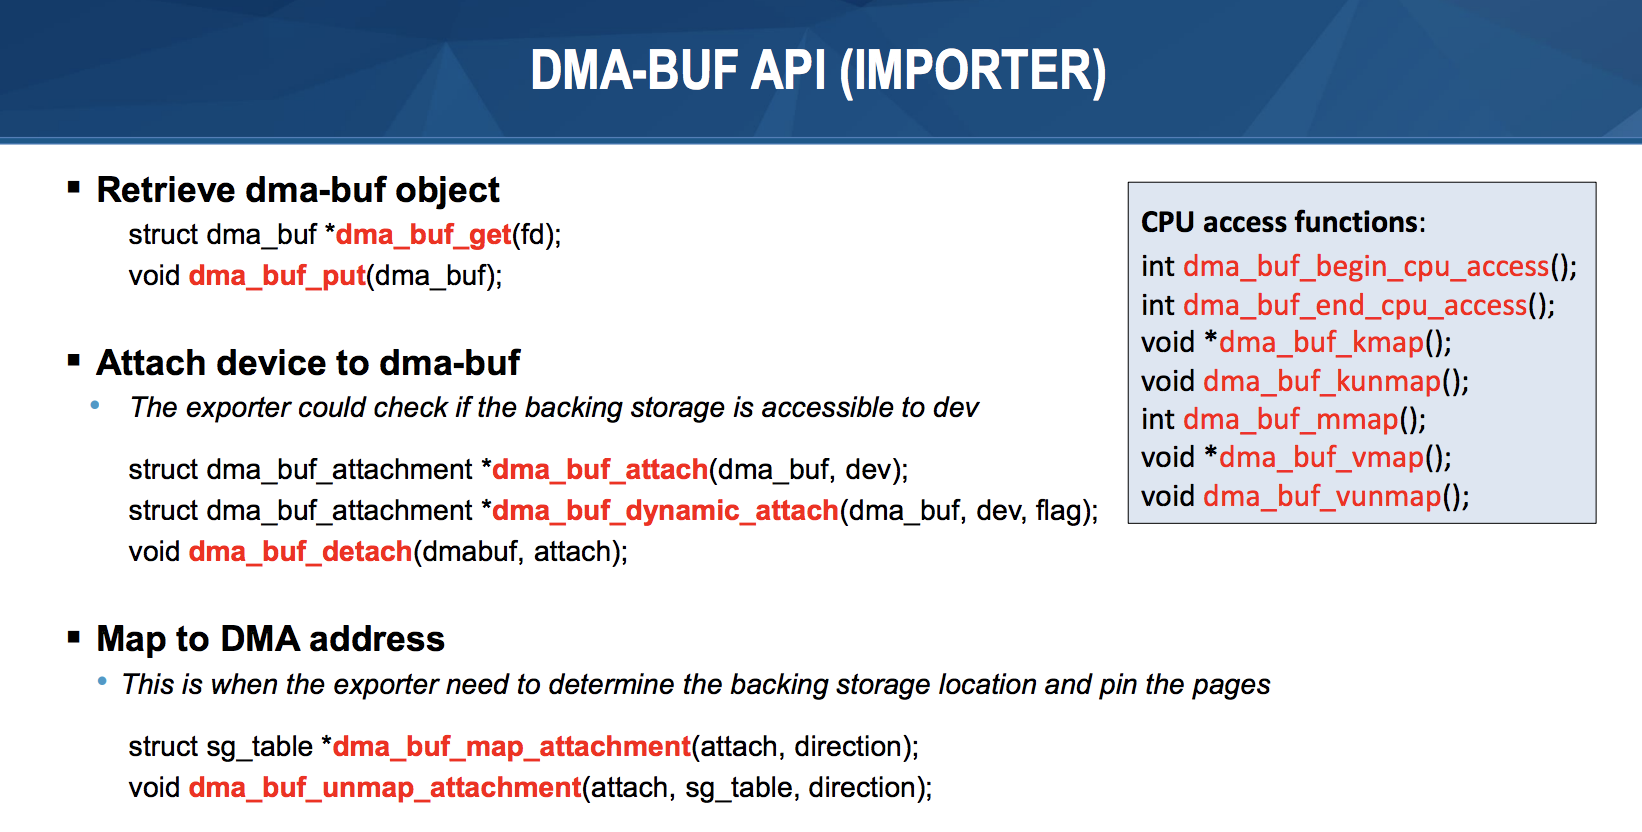 DMA-BUF API (IMPORTER)
▪ Retrieve dma-buf object
struct dma_buf *dma_buf_get(fd);
void dma_buf_put(dma_buf);
▪ Attach device to dma-buf
• The exporter could check if the backing storage is accessible to dev
struct dma_buf_attachment *dma_buf_attach(dma_buf, dev);
struct dma_buf_attachment *dma_buf_dynamic_attach(dma_buf, dev, flag);
void dma_buf_detach(dmabuf, attach);
▪ Map to DMA address
• This is when the exporter need to determine the backing storage location and pin the pages
struct sg_table *dma_buf_map_attachment(attach, direction);
void dma_buf_unmap_attachment(attach, sg_table, direction);
CPU access functions:
int dma_buf_begin_cpu_access();
int dma_buf_end_cpu_access();
void *dma_buf_kmap();
void dma_buf_kunmap();
int dma_buf_mmap();
void *dma_buf_vmap();
void dma_buf_vunmap();